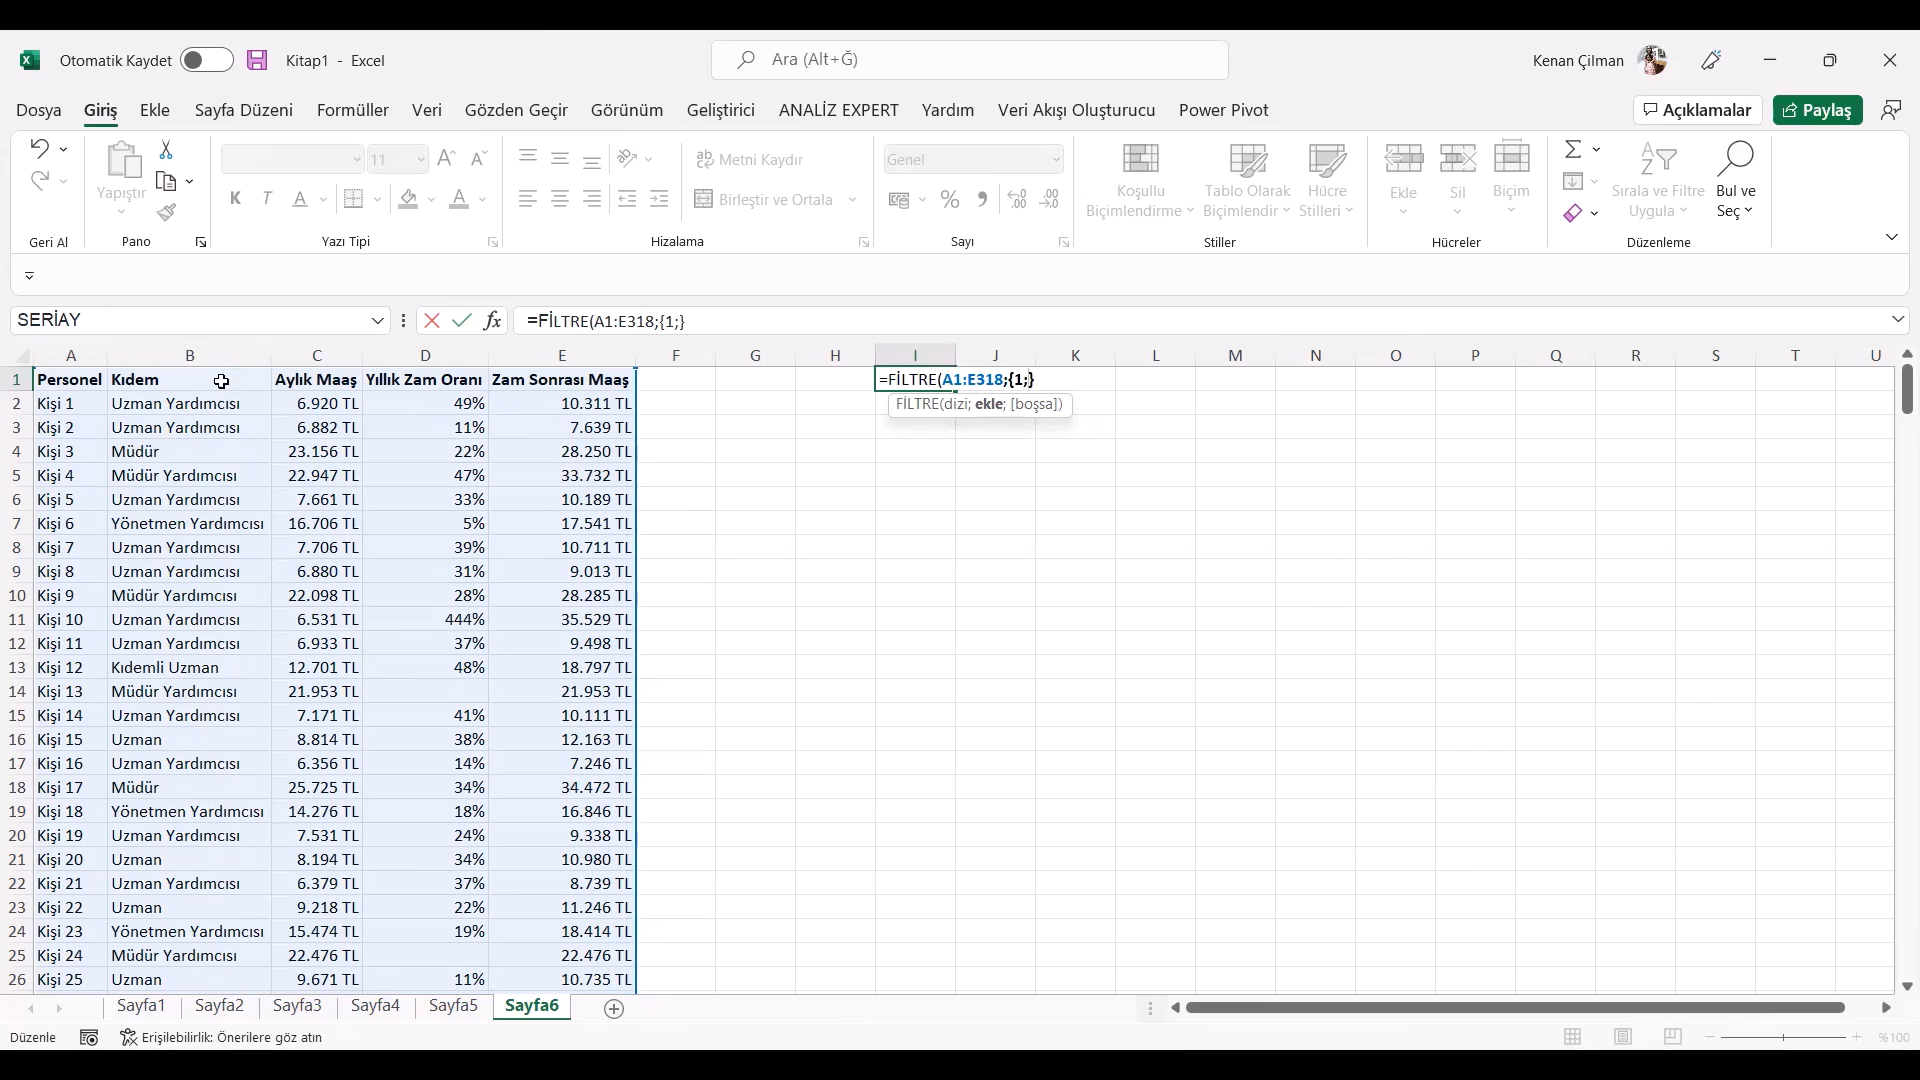 Otomatik Kaydet
Kitap1 - Excel
Ara (Alt+Ğ)
Kenan Çilman
Dosya Giriş Ekle Sayfa Düzeni Formüller Veri Gözden Geçir Görünüm Geliştirici ANALİZ EXPERT Yardım Veri Akışı Oluşturucu Power Pivot
Açıklamalar
Paylaş
Geri Al
Yapıştır
Pano
11
K T A
Yazı Tipi
Metni Kaydır
Birleştir ve Ortala
Hizalama
Genel
Sayı
Koşullu Biçimlendirme
Tablo Olarak Biçimlendir
Hücre Stilleri
Stiller
Ekle
Sil
Biçim
Hücreler
Sırala ve Filtre Uygula
Bul ve Seç
Düzenleme
SERİAY
fx
=FİLTRE(A1:E318;{1;}
A B C D E F G H I J K L M N O P Q R S T U
1 Personel Kıdem Aylık Maaş Yıllık Zam Oranı Zam Sonrası Maaş =FİLTRE(A1:E318;{1;}
FİLTRE(dizi; ekle; [boşsa])
2 Kişi 1 Uzman Yardımcısı 6.920 TL 49% 10.311 TL
3 Kişi 2 Uzman Yardımcısı 6.882 TL 11% 7.639 TL
4 Kişi 3 Müdür 23.156 TL 22% 28.250 TL
5 Kişi 4 Müdür Yardımcısı 22.947 TL 47% 33.732 TL
6 Kişi 5 Uzman Yardımcısı 7.661 TL 33% 10.189 TL
7 Kişi 6 Yönetmen Yardımcısı 16.706 TL 5% 17.541 TL
8 Kişi 7 Uzman Yardımcısı 7.706 TL 39% 10.711 TL
9 Kişi 8 Uzman Yardımcısı 6.880 TL 31% 9.013 TL
10 Kişi 9 Müdür Yardımcısı 22.098 TL 28% 28.285 TL
11 Kişi 10 Uzman Yardımcısı 6.531 TL 444% 35.529 TL
12 Kişi 11 Uzman Yardımcısı 6.933 TL 37% 9.498 TL
13 Kişi 12 Kıdemli Uzman 12.701 TL 48% 18.797 TL
14 Kişi 13 Müdür Yardımcısı 21.953 TL 21.953 TL
15 Kişi 14 Uzman Yardımcısı 7.171 TL 41% 10.111 TL
16 Kişi 15 Uzman 8.814 TL 38% 12.163 TL
17 Kişi 16 Uzman Yardımcısı 6.356 TL 14% 7.246 TL
18 Kişi 17 Müdür 25.725 TL 34% 34.472 TL
19 Kişi 18 Yönetmen Yardımcısı 14.276 TL 18% 16.846 TL
20 Kişi 19 Uzman Yardımcısı 7.531 TL 24% 9.338 TL
21 Kişi 20 Uzman 8.194 TL 34% 10.980 TL
22 Kişi 21 Uzman Yardımcısı 6.379 TL 37% 8.739 TL
23 Kişi 22 Uzman 9.218 TL 22% 11.246 TL
24 Kişi 23 Yönetmen Yardımcısı 15.474 TL 19% 18.414 TL
25 Kişi 24 Müdür Yardımcısı 22.476 TL 22.476 TL
26 Kişi 25 Uzman 9.671 TL 11% 10.735 TL
Sayfa1 Sayfa2 Sayfa3 Sayfa4 Sayfa5 Sayfa6
Düzenle
Erişilebilirlik: Önerilere göz atın
%100